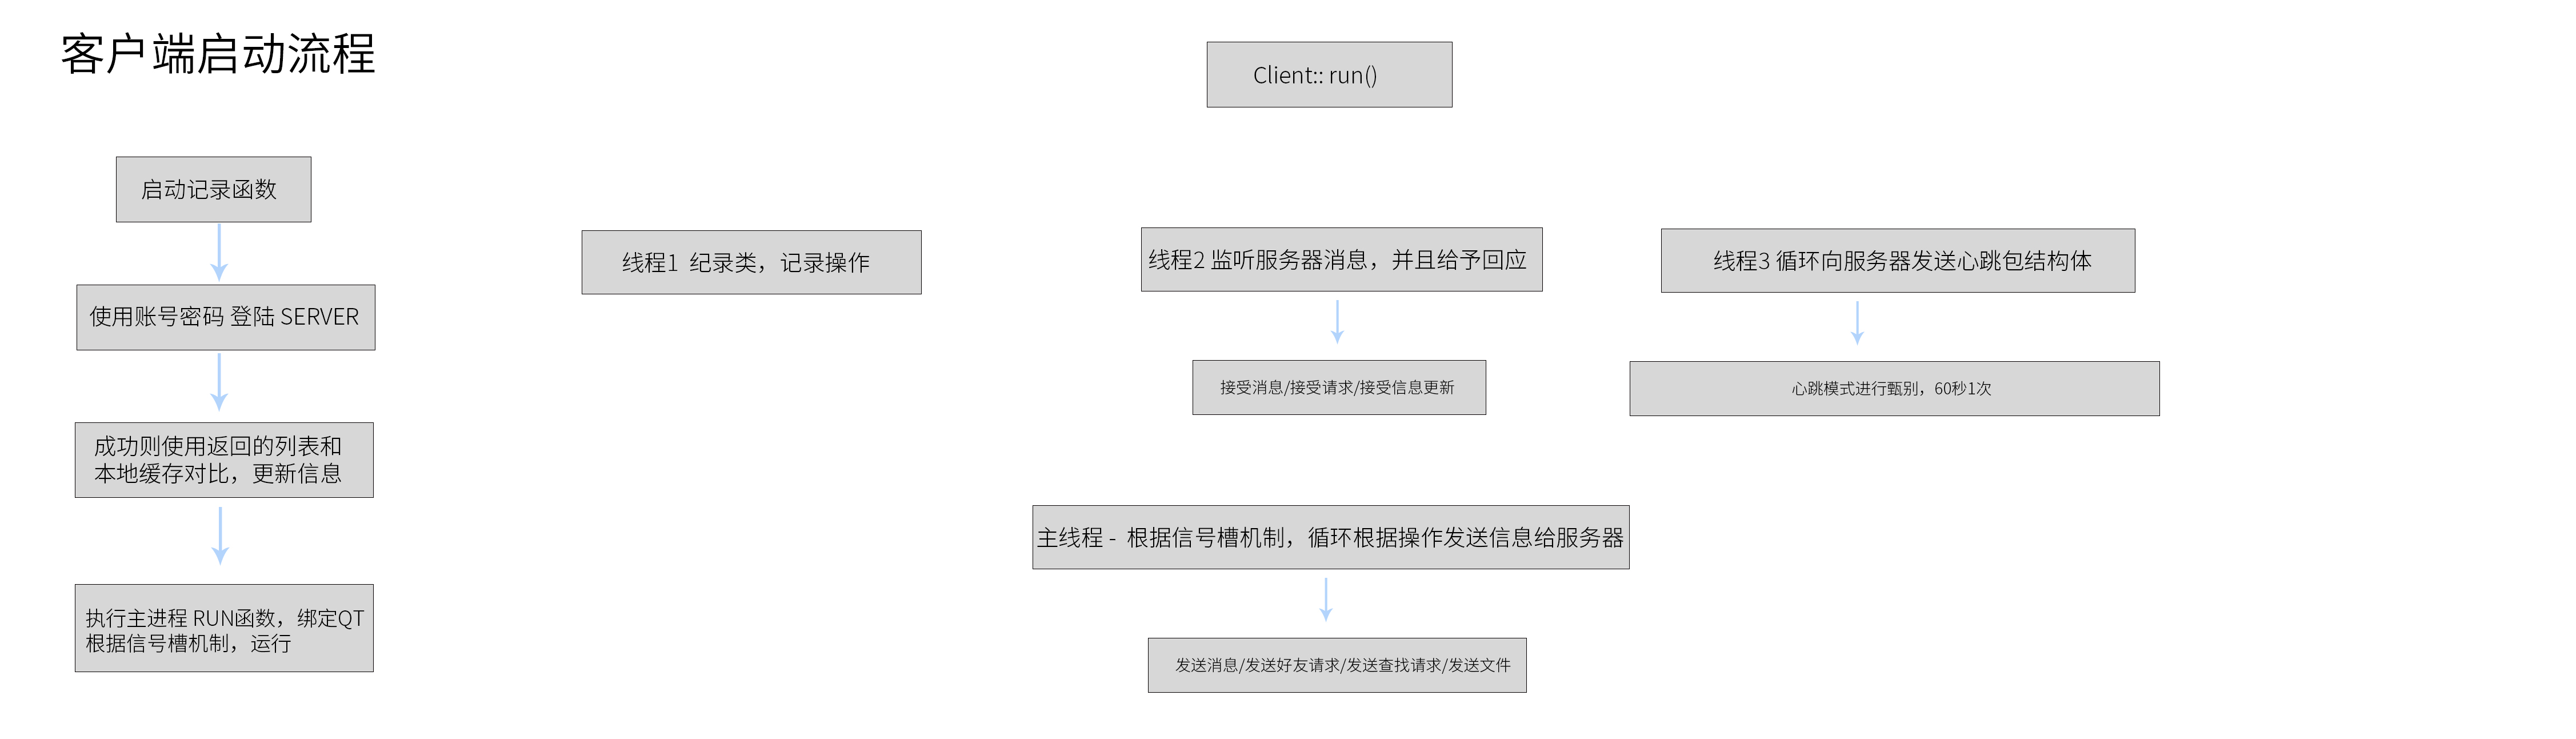 客户端启动流程
Client:: run()
启动记录函数
使用账号密码 登陆 SERVER
成功则使用返回的列表和
本地缓存对比，更新信息
执行主进程 RUN函数，绑定QT
根据信号槽机制，运行
线程1 纪录类，记录操作
线程2 监听服务器消息，并且给予回应
接受消息/接受请求/接受信息更新
线程3 循环向服务器发送心跳包结构体
心跳模式进行甄别，60秒1次
主线程 - 根据信号槽机制，循环根据操作发送信息给服务器
发送消息/发送好友请求/发送查找请求/发送文件